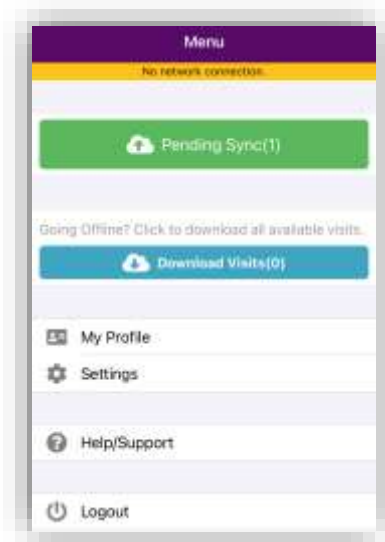 Menu
No network connection.
Pending Sync(1)
Going Offline? Click to download all available visits.
Download Visits(0)
My Profile
Settings
Help/Support
Logout